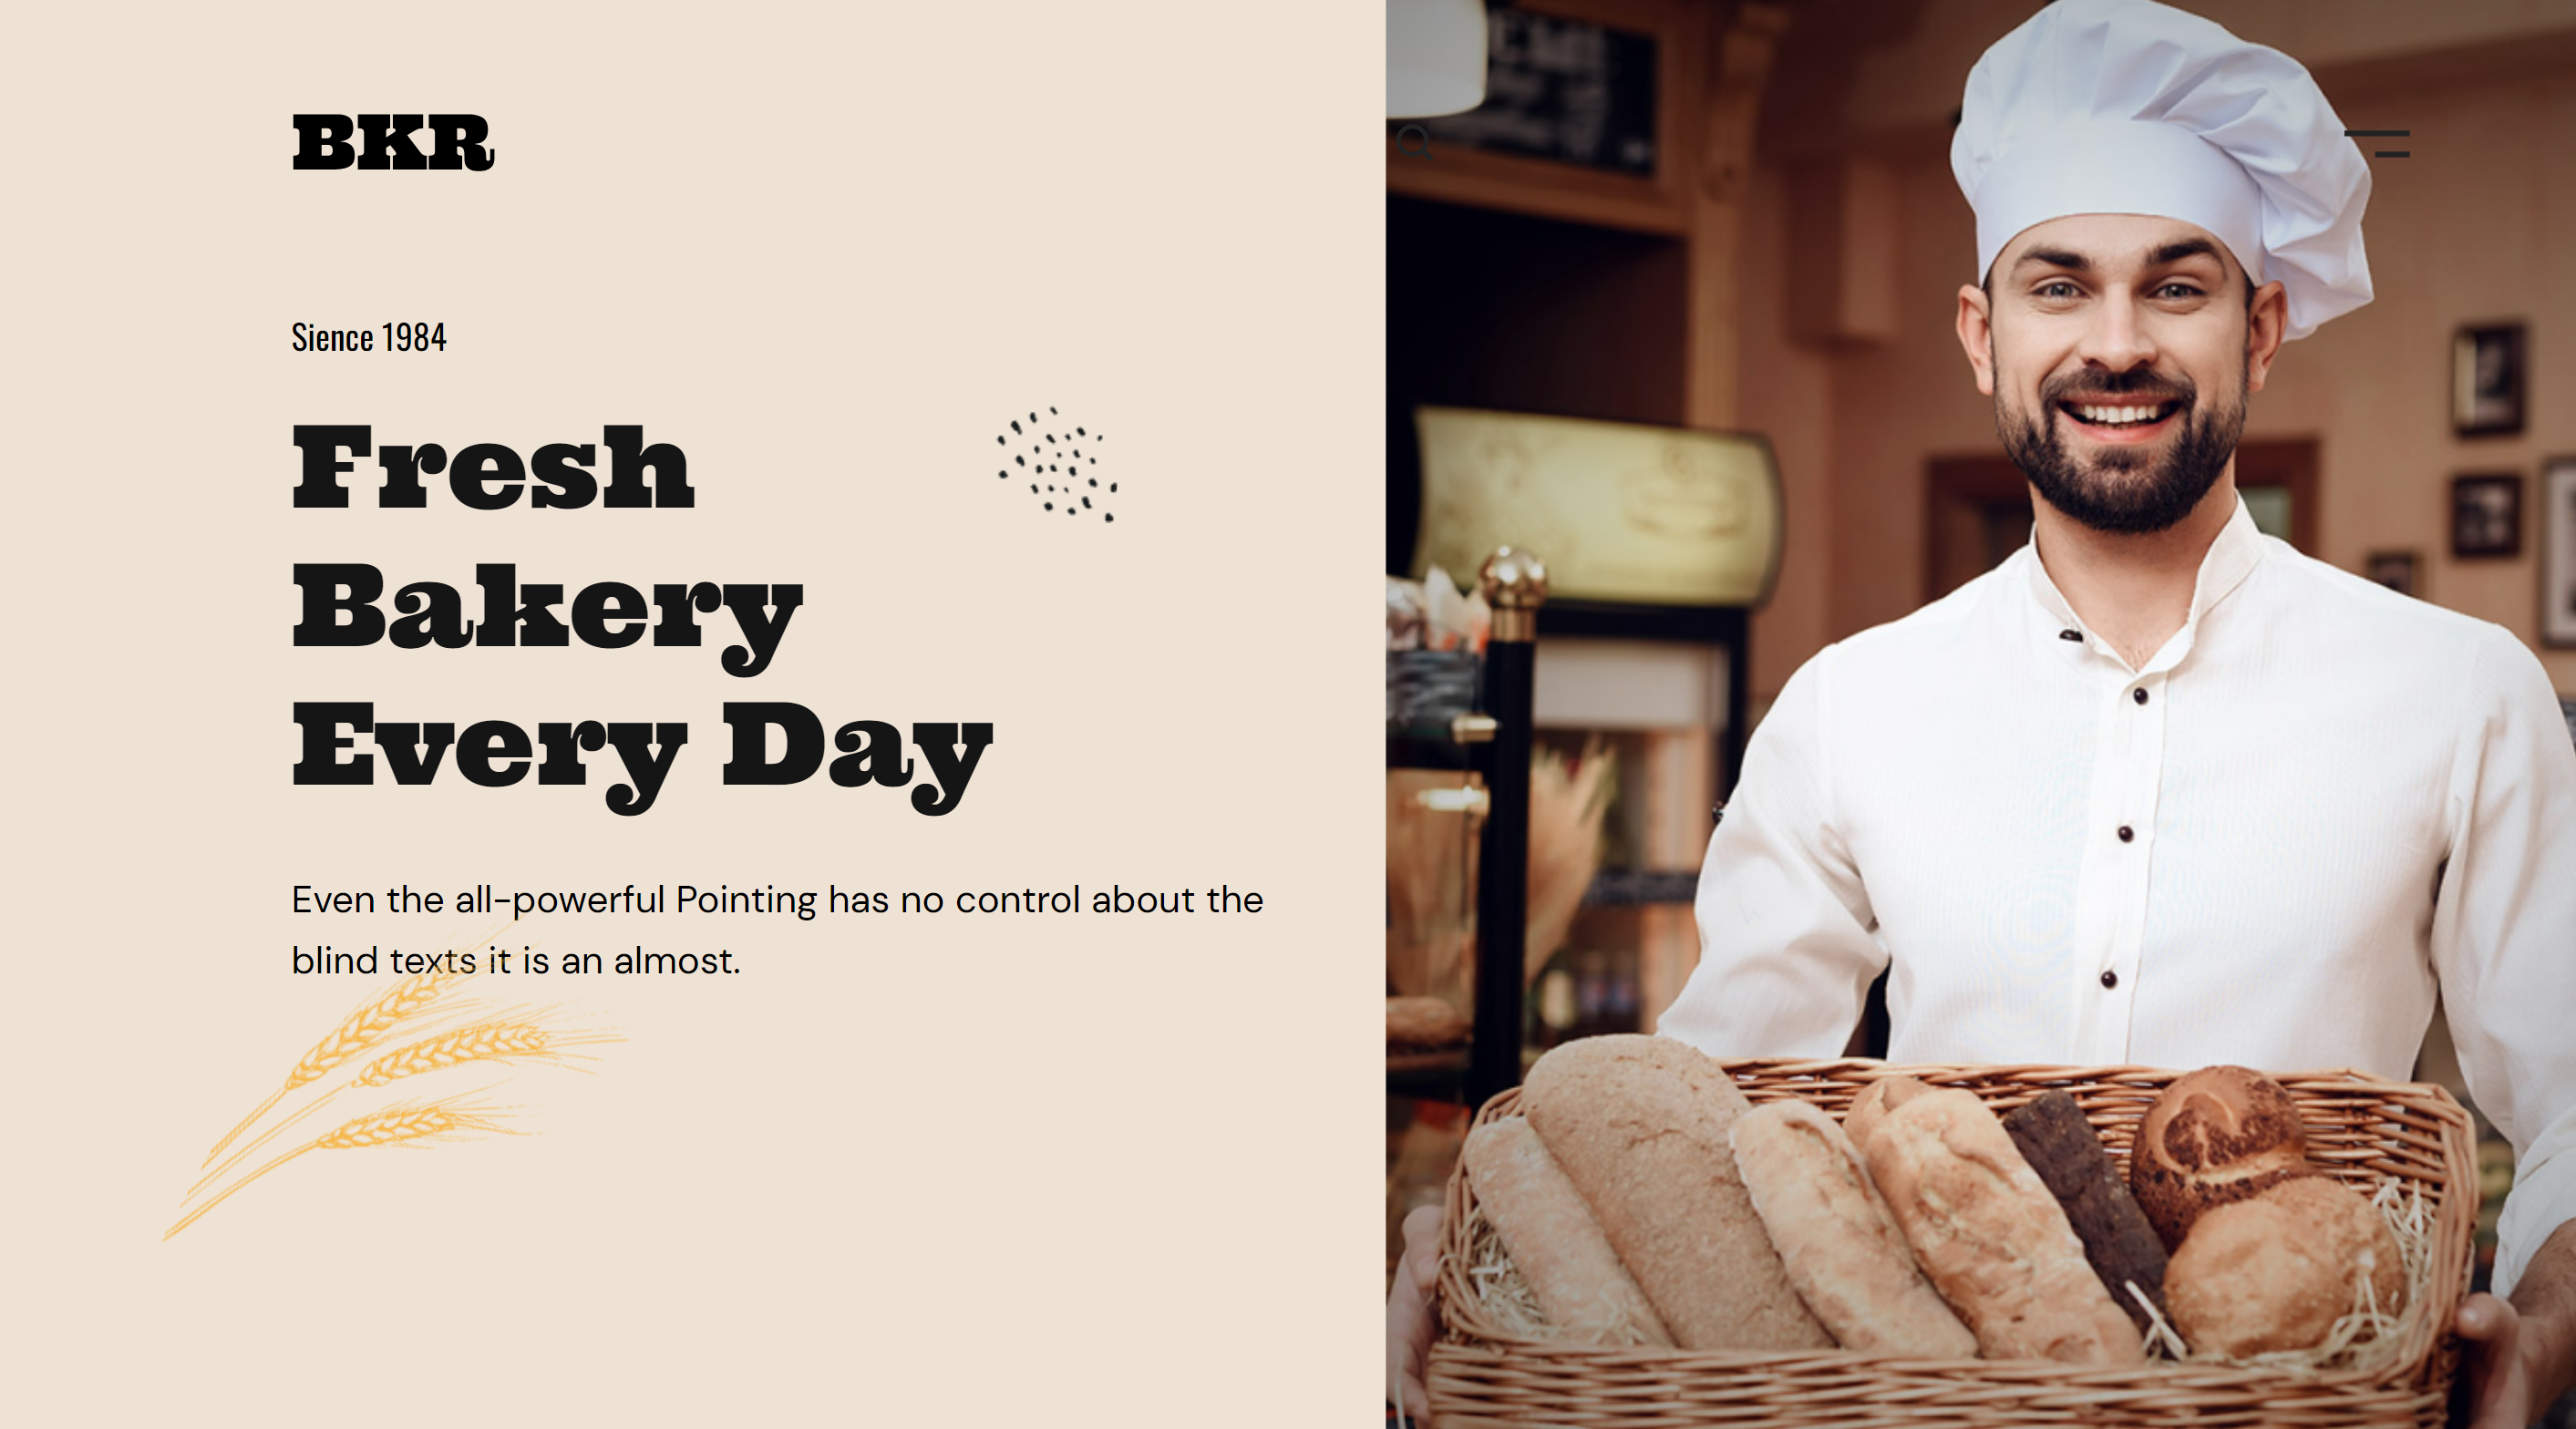 BKR
Sience 1984
Fresh
Bakery
Every Day
Even the all-powerful Pointing has no control about the
blind texts it is an almost.